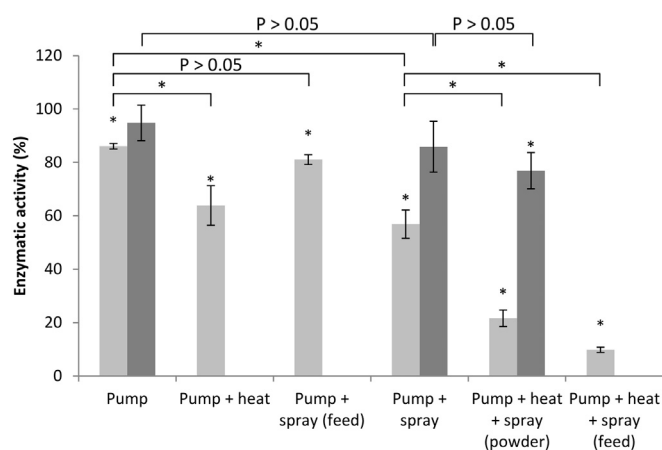 P > 0.05
P > 0.05
*
P > 0.05
*
*
*
120
100
80
60
40
20
0
Enzymatic activity (%)
*
*
*
*
*
*
*
Pump
Pump + heat
Pump +
spray (feed)
Pump +
spray
Pump + heat
+ spray
(powder)
Pump + heat
+ spray
(feed)